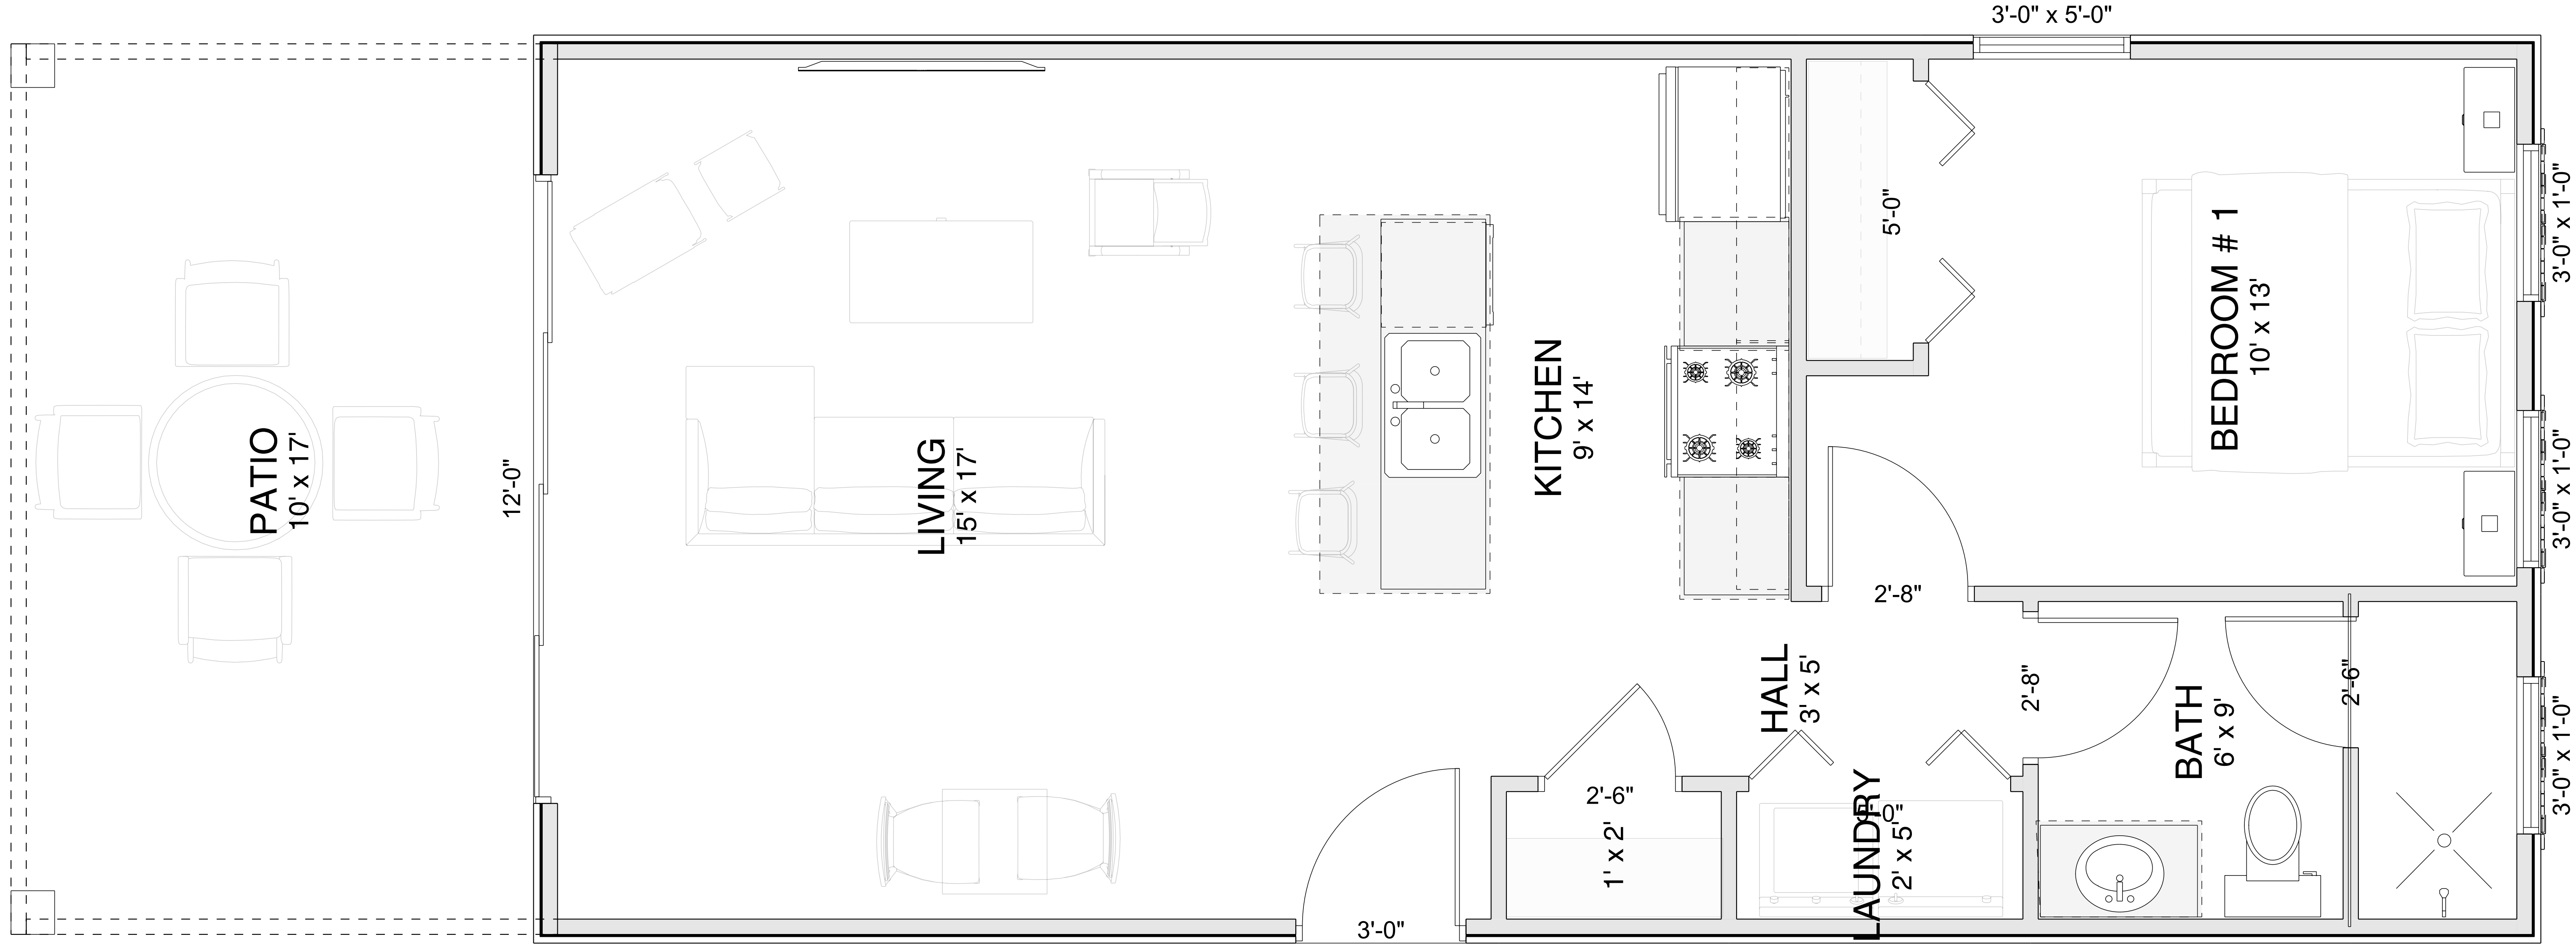 3'-0" x 5'-0"
PATIO
10' x 17'
12'-0"
LIVING
15' x 17'
KITCHEN
9' x 14'
5'-0"
BEDROOM # 1
10' x 13'
3'-0" x 1'-0"
3'-0" x 1'-0"
2'-8"
HALL
3' x 5'
2'-8"
BATH
6' x 9'
2'-6"
3'-0" x 1'-0"
2'-6"
1' x 2'
LAUNDRY
2' x 5'
3'-0"